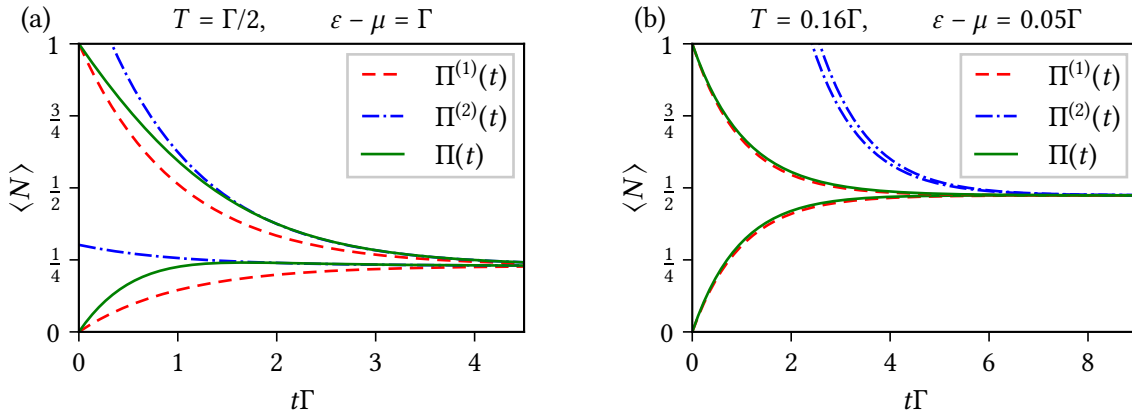 (a) T = Γ/2, ε − μ = Γ
1
3/4
1/2
1/4
0
⟨N⟩
Π^(1)(t)
Π^(2)(t)
Π(t)
0 1 2 3 4
tΓ
(b) T = 0.16Γ, ε − μ = 0.05Γ
1
3/4
1/2
1/4
0
⟨N⟩
Π^(1)(t)
Π^(2)(t)
Π(t)
0 2 4 6 8
tΓ